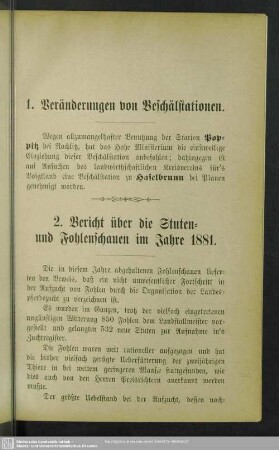 1. Veränderungen von Beschälstationen.
Wegen allzumangelhafter Benutzung der Station Pop-
pitz bei Rochlitz, hat das Hohe Ministerium die einstweilige
Einziehung dieser Beschälstation anbefohlen; dahingegen ist
auf Ansuchen des landwirthschaftlichen Kreisvereins für's
Voigtland eine Beschälstation zu Haselbrunn bei Plauen
genehmigt worden.
2. Bericht über die Stuten-
und Fohlenschauen im Jahre 1881.
Die in diesem Jahre abgehaltenen Fohlenschauen liefer-
ten den Beweis, daß ein nicht unwesentlicher Fortschritt in
der Aufzucht von Fohlen durch die Organisation der Landes-
pferdezucht zu verzeichnen ist.
Es wurden im Ganzen, trotz der vielfach eingetretenen
ungünstigen Witterung 850 Fohlen dem Landstallmeister vor-
gestellt und gelangten 532 neue Stuten zur Aufnahme in's
Zuchtregister.
Die Fohlen waren weit rationeller aufgezogen und hat
die bisher vielfach gerügte Ueberfütterung der zweijährigen
Thiere in bei weitem geringeren Maaße stattgefunden, wie
dies auch von den Herren Preisrichtern anerkannt werden
mußte.
Der größte Uebelstand bei der Aufzucht, dessen nach-